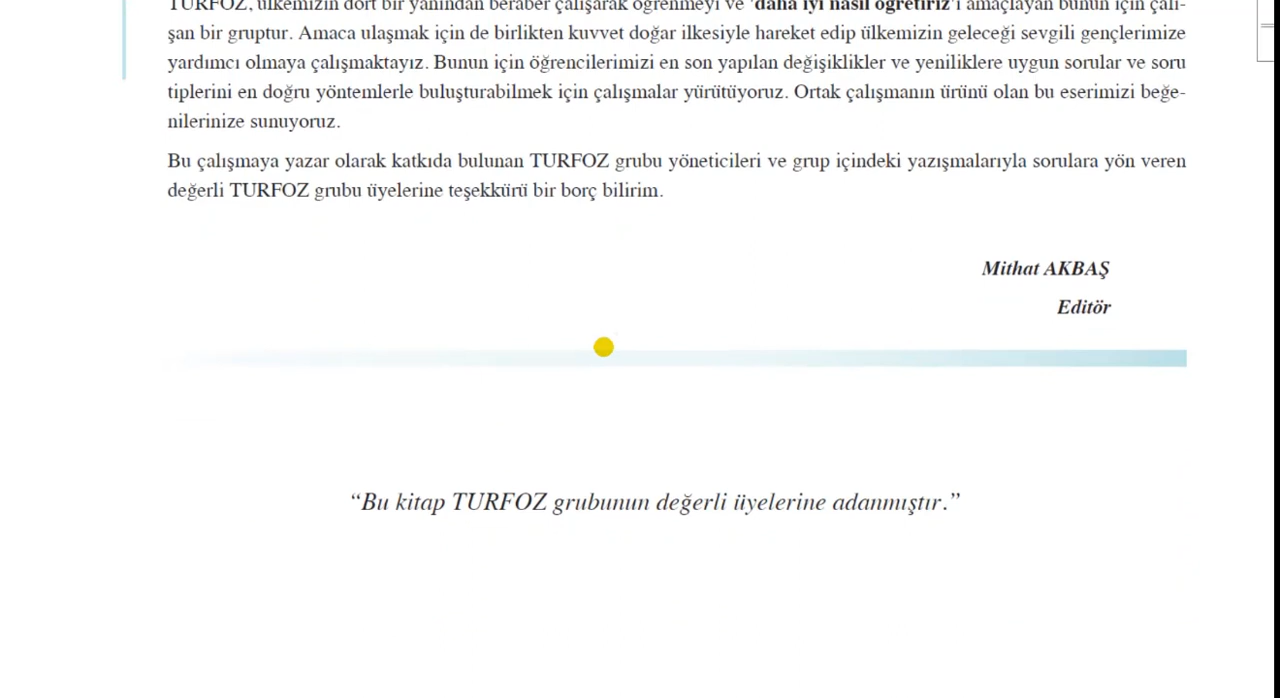 TURFOZ, ülkemizin dört bir yanından beraber çalışarak öğrenmeyi ve 'daha iyi nasıl öğretiriz'i amaçlayan bunun için çalı-
şan bir gruptur. Amaca ulaşmak için de birlikten kuvvet doğar ilkesiyle hareket edip ülkemizin geleceği sevgili gençlerimize
yardımcı olmaya çalışmaktayız. Bunun için öğrencilerimizi en son yapılan değişiklikler ve yeniliklere uygun sorular ve soru
tiplerini en doğru yöntemlerle buluşturabilmek için çalışmalar yürütüyoruz. Ortak çalışmanın ürünü olan bu eserimizi beğe-
nilerinize sunuyoruz.
Bu çalışmaya yazar olarak katkıda bulunan TURFOZ grubu yöneticileri ve grup içindeki yazışmalarıyla sorulara yön veren
değerli TURFOZ grubu üyelerine teşekkürü bir borç bilirim.
Mithat AKBAŞ
Editör
“Bu kitap TURFOZ grubunun değerli üyelerine adanmıştır.”